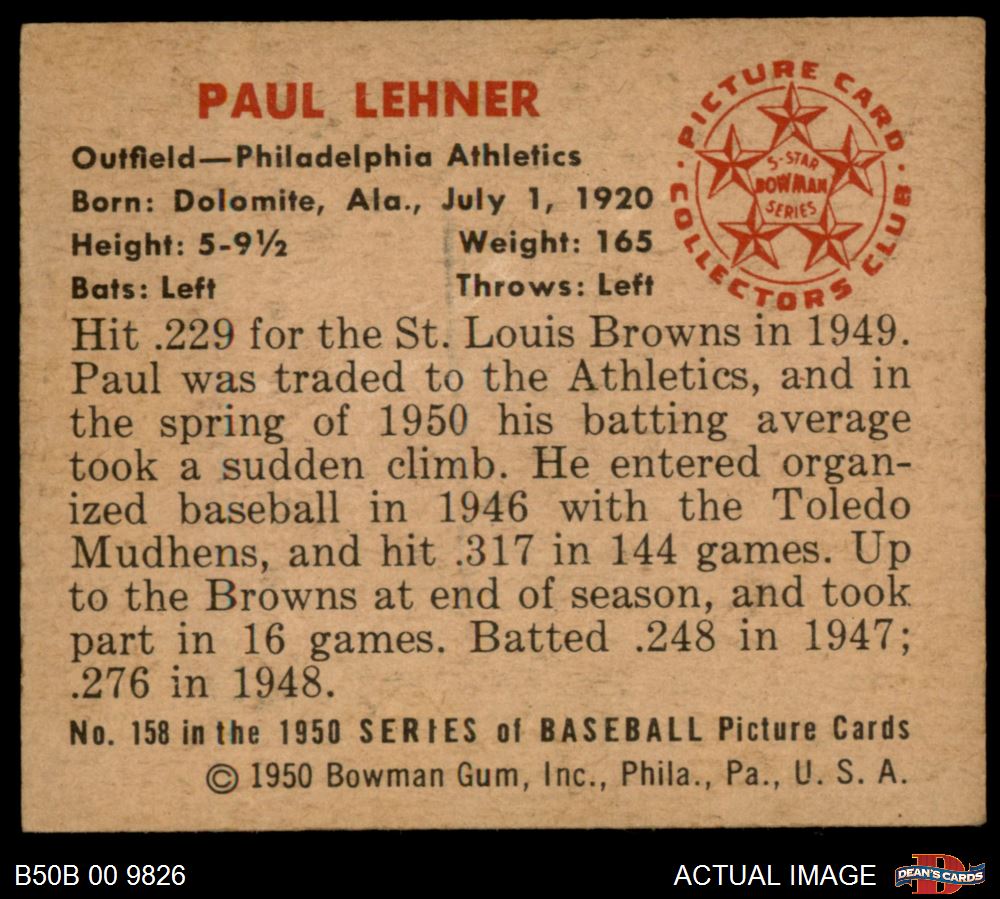 PAUL LEHNER
Outfield—Philadelphia Athletics
Born: Dolomite, Ala., July 1, 1920
Height: 5-9½ Weight: 165
Bats: Left Throws: Left
PICTURE CARD
COLLECTORS CLUB
5-STAR
BOWMAN
SERIES
Hit .229 for the St. Louis Browns in 1949.
Paul was traded to the Athletics, and in
the spring of 1950 his batting average
took a sudden climb. He entered organ-
ized baseball in 1946 with the Toledo
Mudhens, and hit .317 in 144 games. Up
to the Browns at end of season, and took
part in 16 games. Batted .248 in 1947;
.276 in 1948.
No. 158 in the 1950 SERIES of BASEBALL Picture Cards
© 1950 Bowman Gum, Inc., Phila., Pa., U. S. A.
B50B 00 9826 ACTUAL IMAGE
DEAN'S CARDS